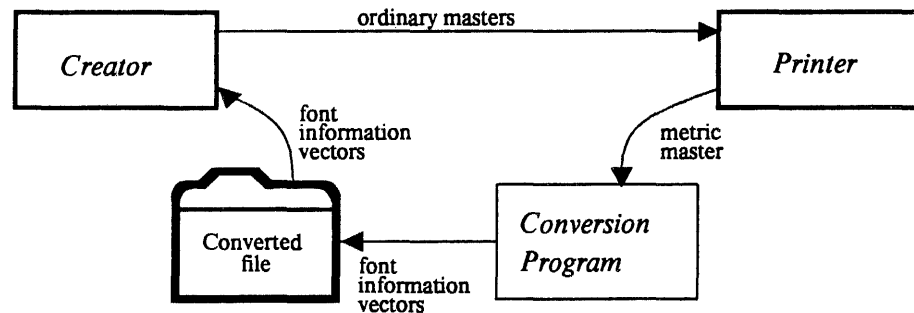 ordinary masters
Creator
Printer
font
information
vectors
metric
master
Converted
file
Conversion
Program
font
information
vectors